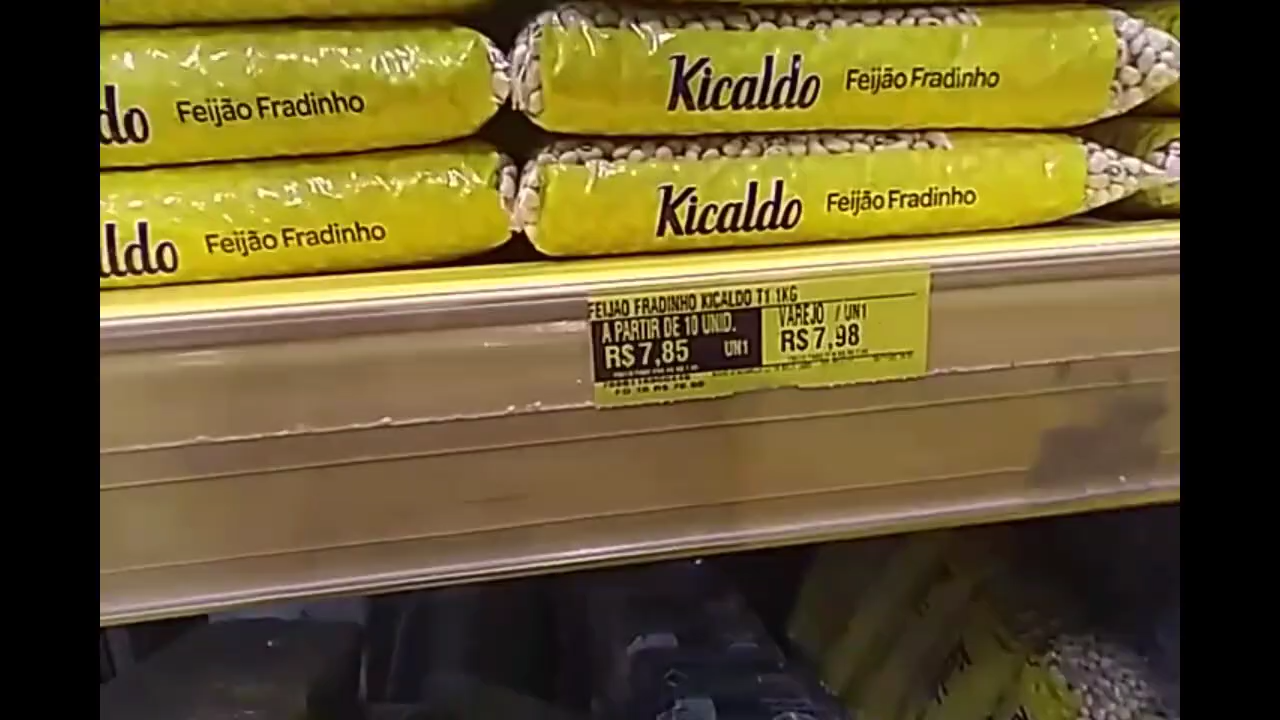 do Feijão Fradinho
Kicaldo Feijão Fradinho
ldo Feijão Fradinho
Kicaldo Feijão Fradinho
FEIJAO FRADINHO KICALDO T1 1KG
A PARTIR DE 10 UNID.
R$ 7,85 UN1
VAREJO / UN1
R$ 7,98